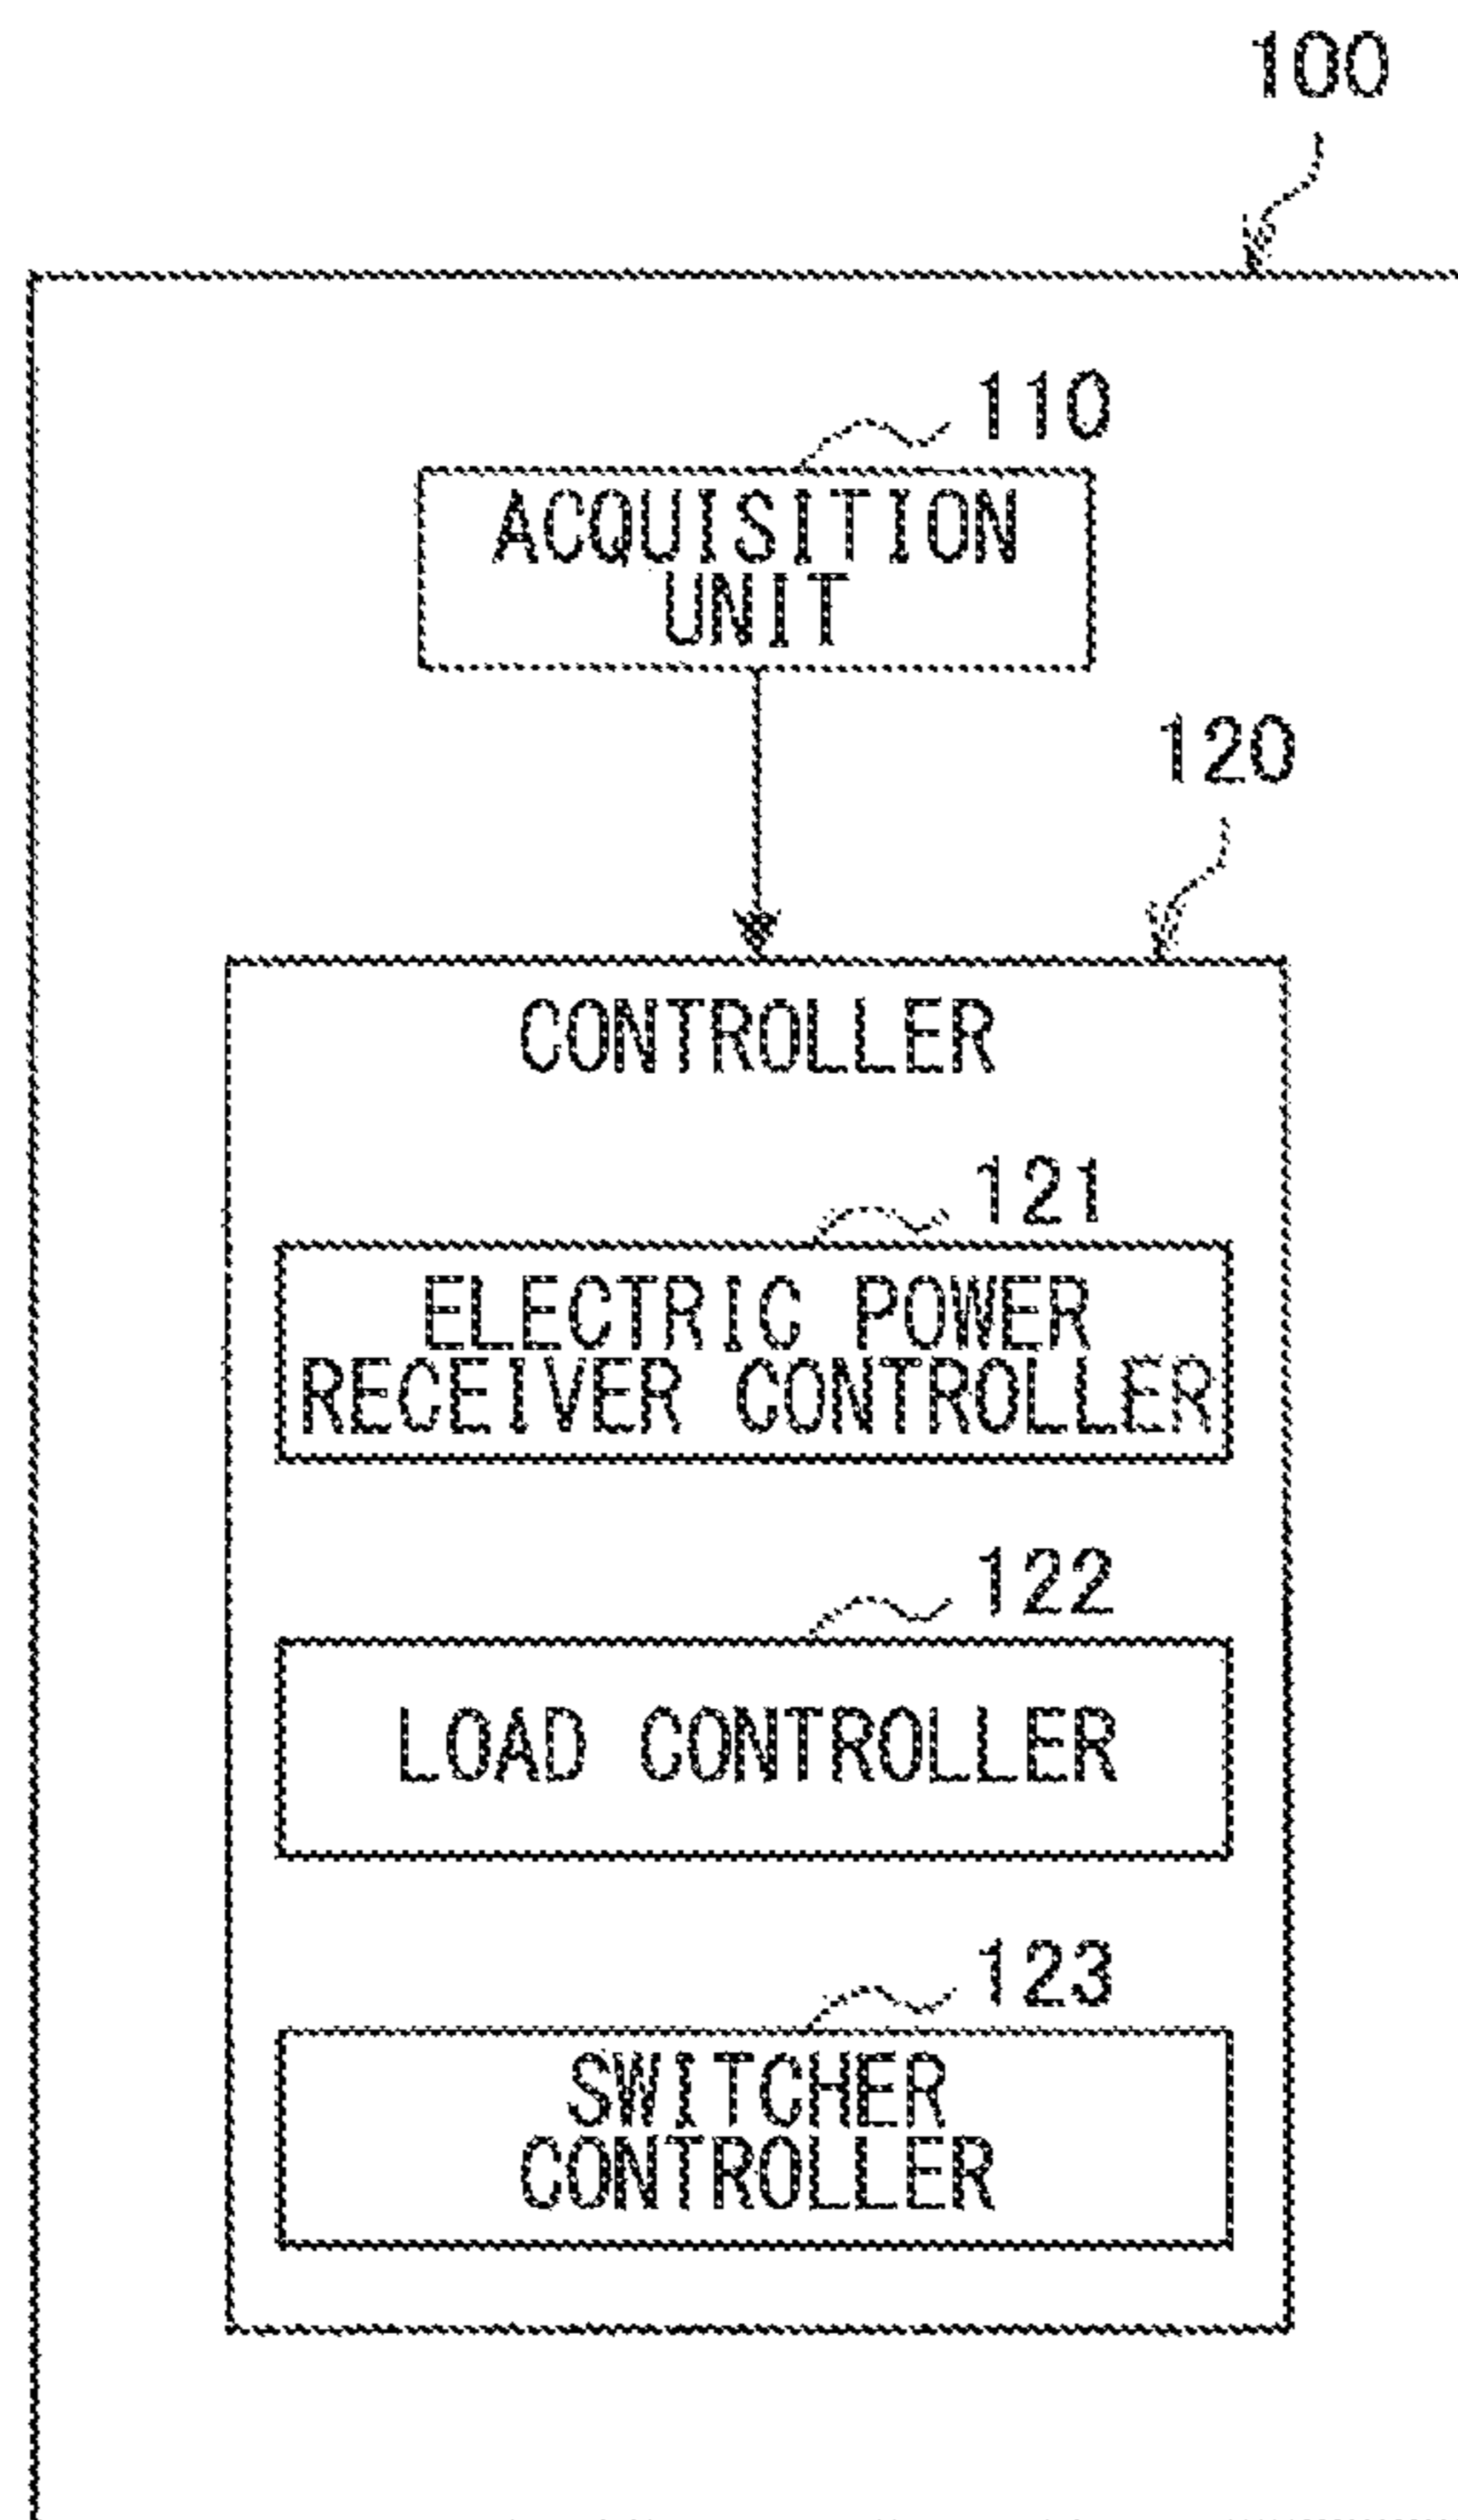 100
110
ACQUISITION
UNIT
120
CONTROLLER
121
ELECTRIC POWER
RECEIVER CONTROLLER
122
LOAD CONTROLLER
123
SWITCHER
CONTROLLER